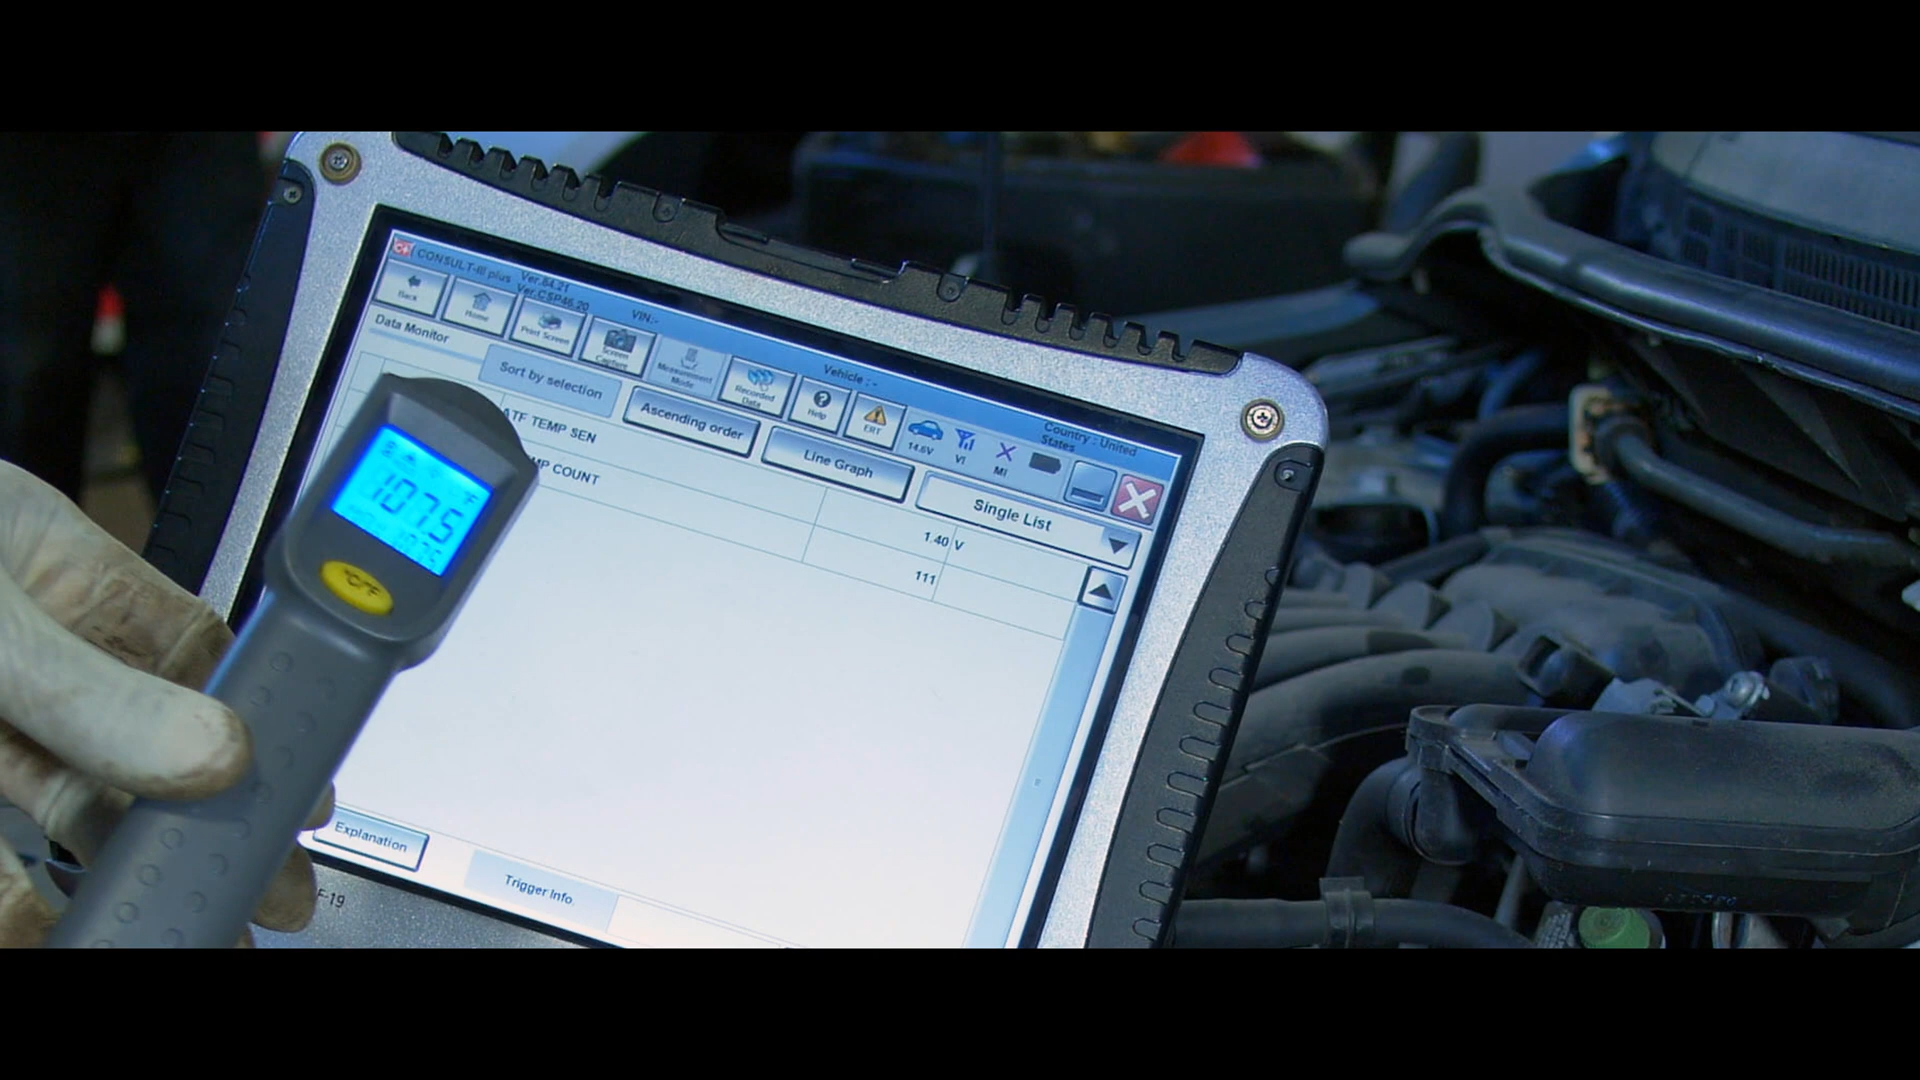 CONSULT-III plus Ver.84.21
Ver.CSP46.20
VIN:-
Vehicle : -
Country : United
States
Back
Home
Print Screen
Screen
Capture
Measurement
Mode
Recorded
Data
Help
ERT
14.6V
VI
MI
Data Monitor
Sort by selection
Ascending order
Line Graph
Single List
ATF TEMP SEN
1.40 V
MP COUNT
111
Explanation
Trigger Info.
F-19
°F
107.5
°C/°F